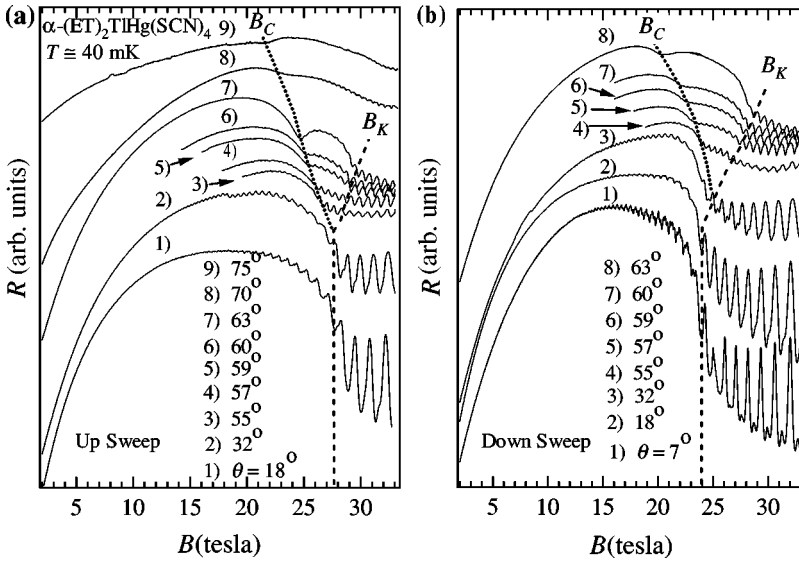 (a)
α-(ET)₂TlHg(SCN)₄
T ≅ 40 mK
9)
8)
7)
6)
5)
4)
3)
2)
1)
B_C
B_K
9) 75°
8) 70°
7) 63°
6) 60°
5) 59°
4) 57°
3) 55°
2) 32°
1) θ = 18°
Up Sweep
R (arb. units)
5 10 15 20 25 30
B(tesla)
(b)
8)
7)
6)
5)
4)
3)
2)
1)
B_C
B_K
8) 63°
7) 60°
6) 59°
5) 57°
4) 55°
3) 32°
2) 18°
1) θ = 7°
Down Sweep
R (arb. units)
5 10 15 20 25 30
B(tesla)